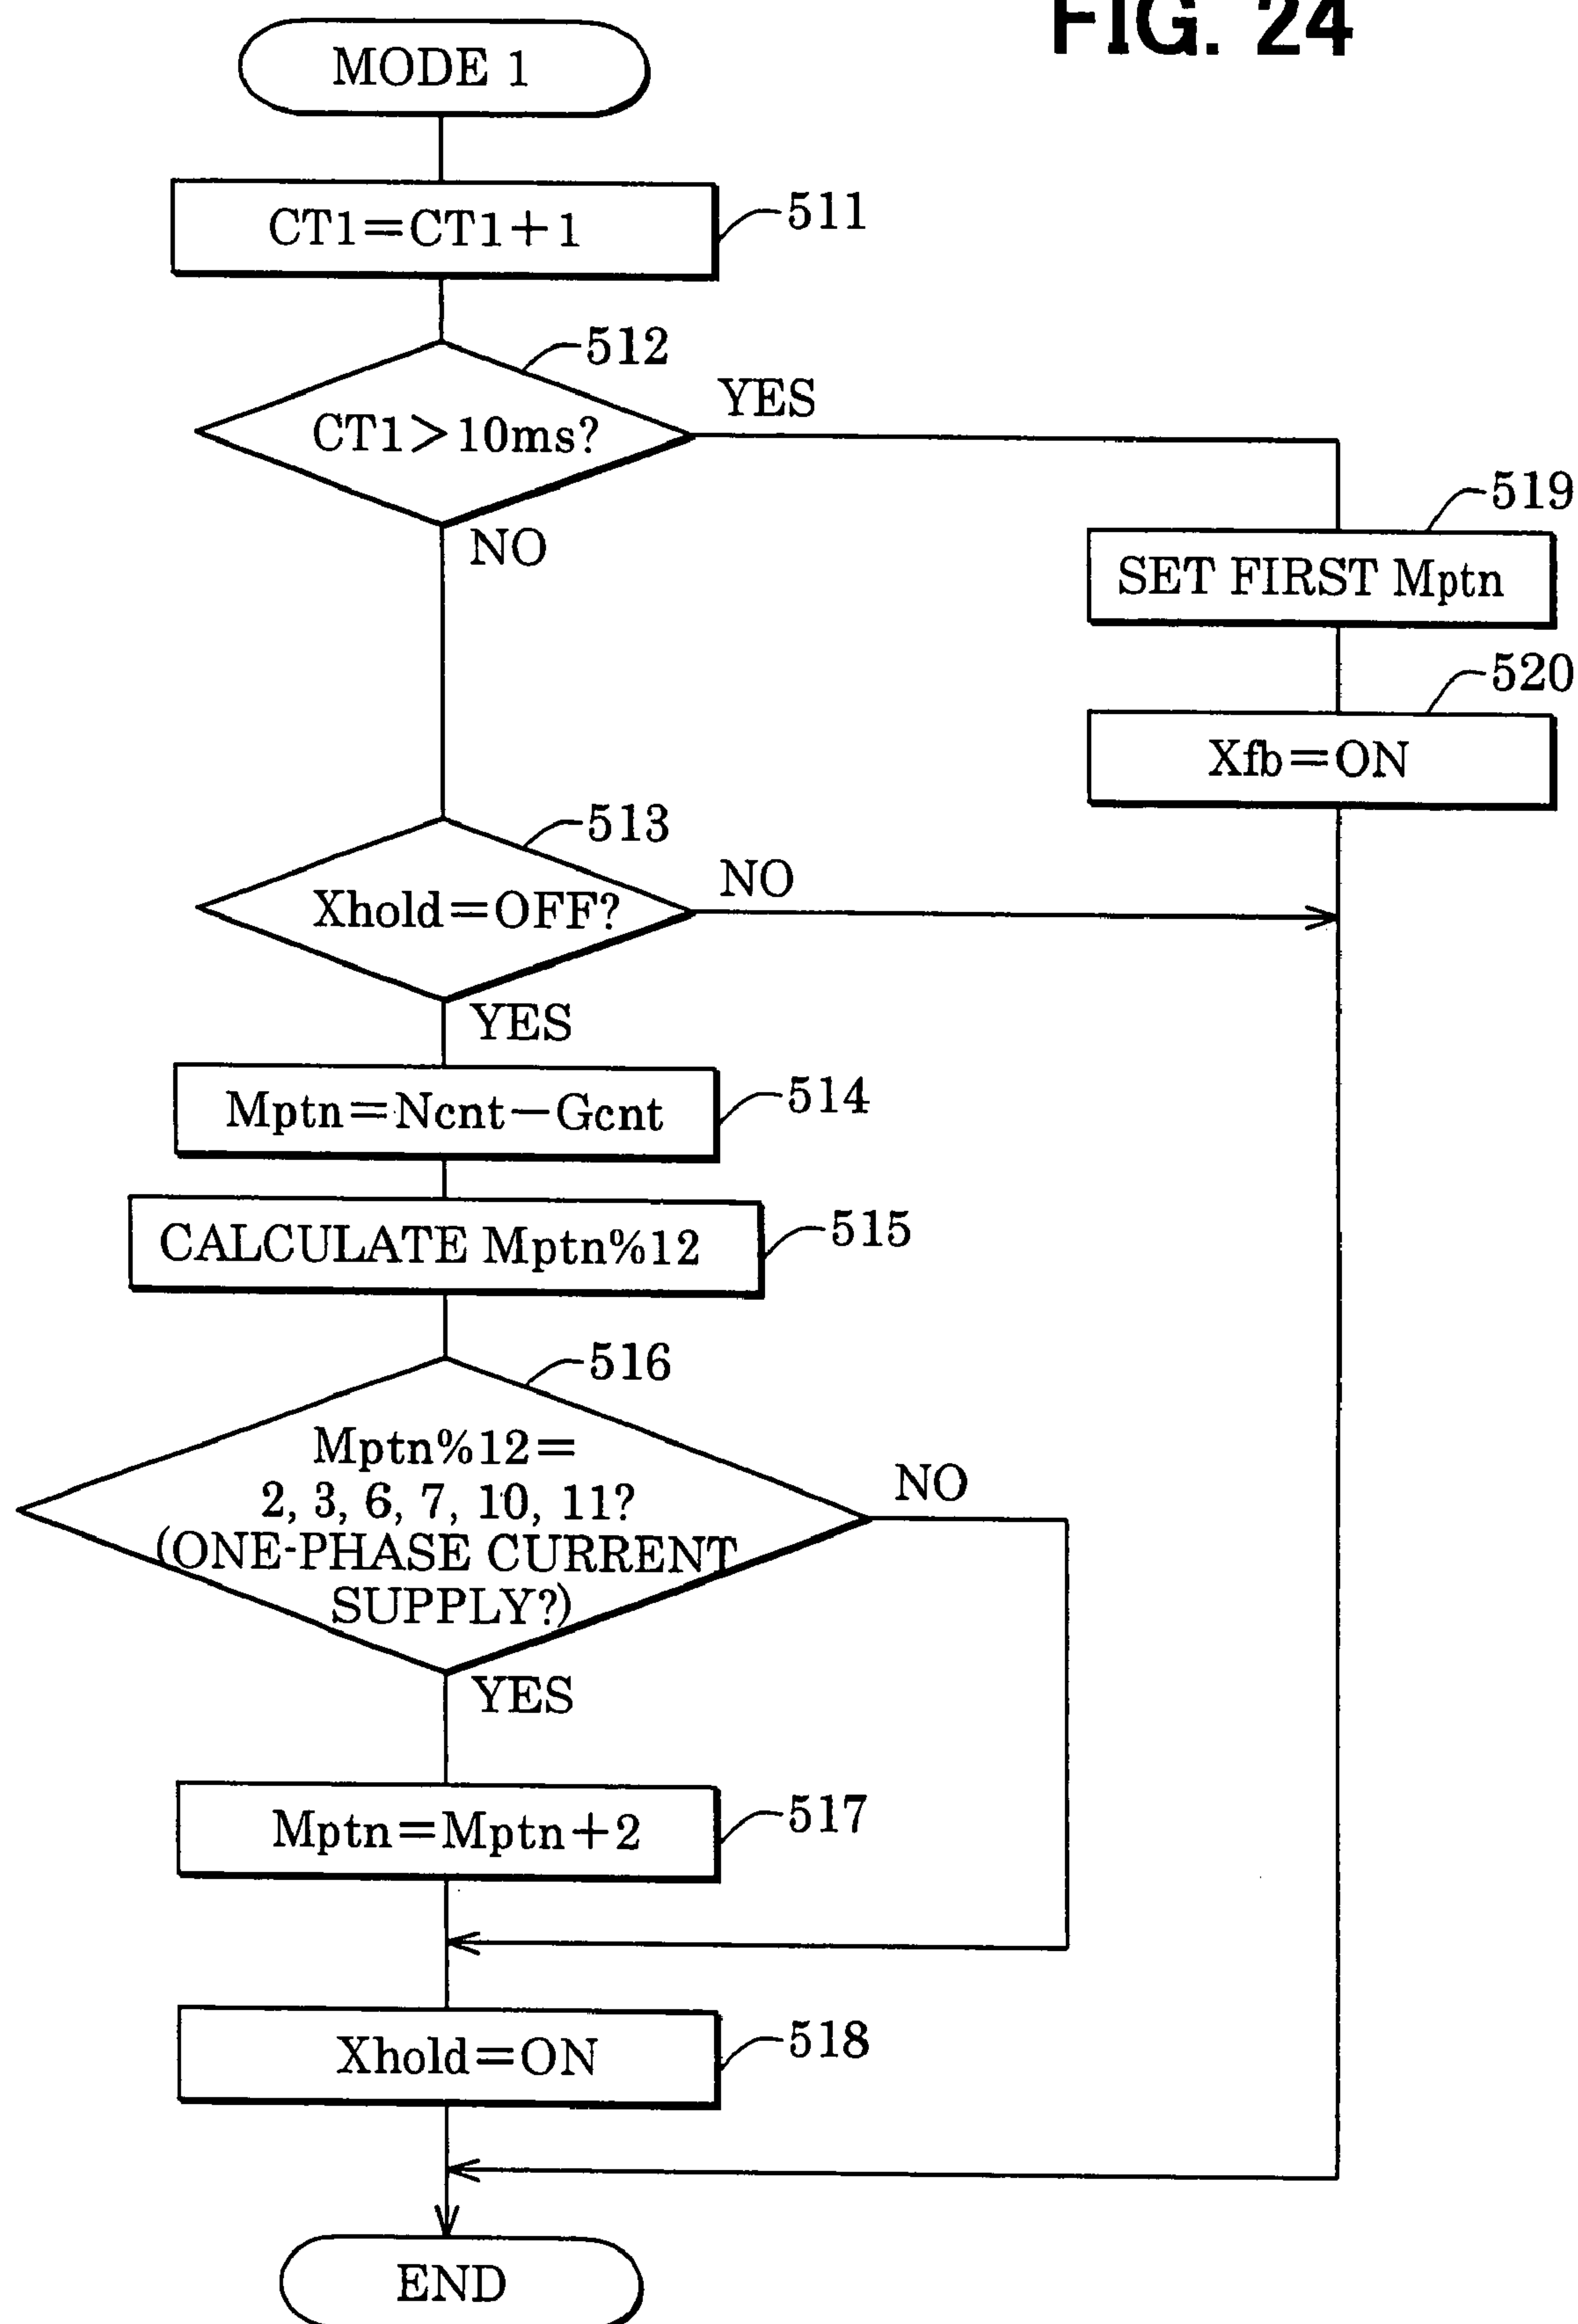 FIG. 24
MODE 1
CT1=CT1+1
511
512
CT1>10ms?
YES
NO
519
SET FIRST Mptn
520
Xfb=ON
513
Xhold=OFF?
NO
YES
Mptn=Ncnt-Gcnt
514
CALCULATE Mptn%12
515
516
Mptn%12=
2, 3, 6, 7, 10, 11?
(ONE-PHASE CURRENT
SUPPLY?)
NO
YES
Mptn=Mptn+2
517
Xhold=ON
518
END